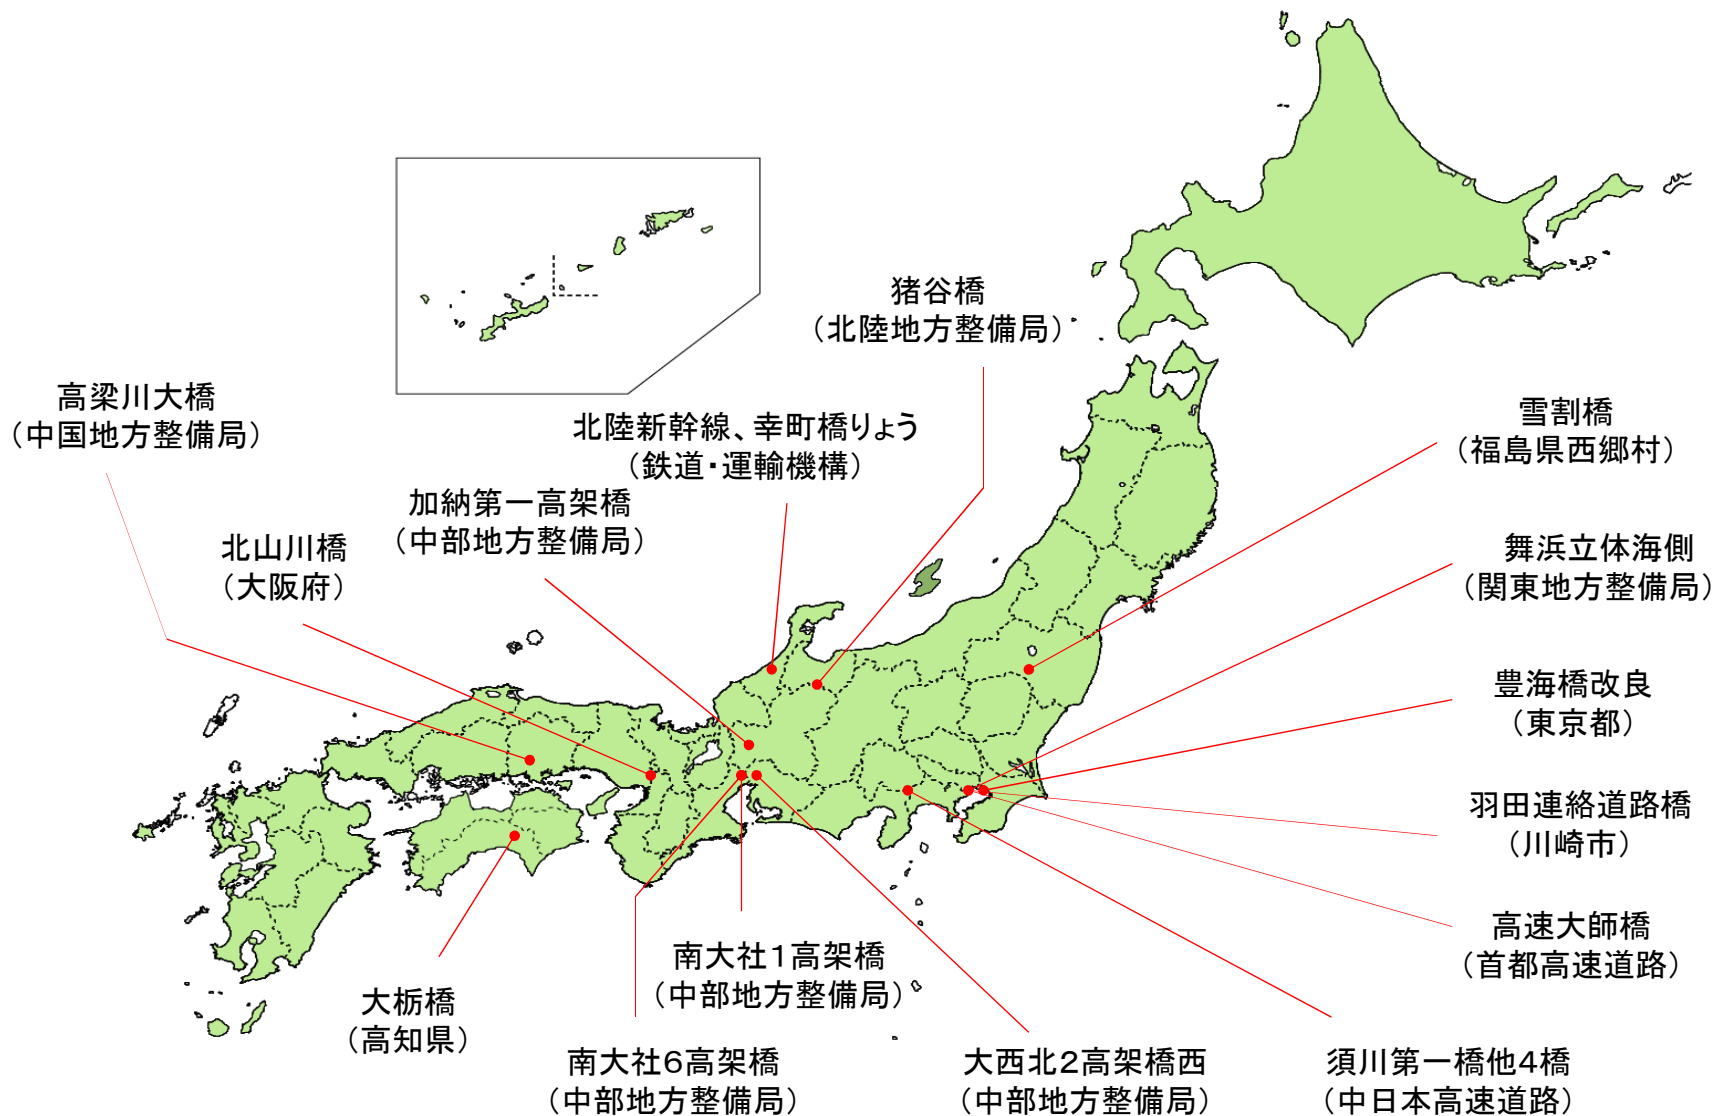 猪谷橋
（北陸地方整備局）
高梁川大橋
（中国地方整備局）
北陸新幹線、幸町橋りょう
（鉄道・運輸機構）
雪割橋
（福島県西郷村）
加納第一高架橋
（中部地方整備局）
北山川橋
（大阪府）
舞浜立体海側
（関東地方整備局）
豊海橋改良
（東京都）
羽田連絡道路橋
（川崎市）
高速大師橋
（首都高速道路）
南大社1高架橋
（中部地方整備局）
大栃橋
（高知県）
南大社6高架橋
（中部地方整備局）
大西北2高架橋西
（中部地方整備局）
須川第一橋他4橋
（中日本高速道路）